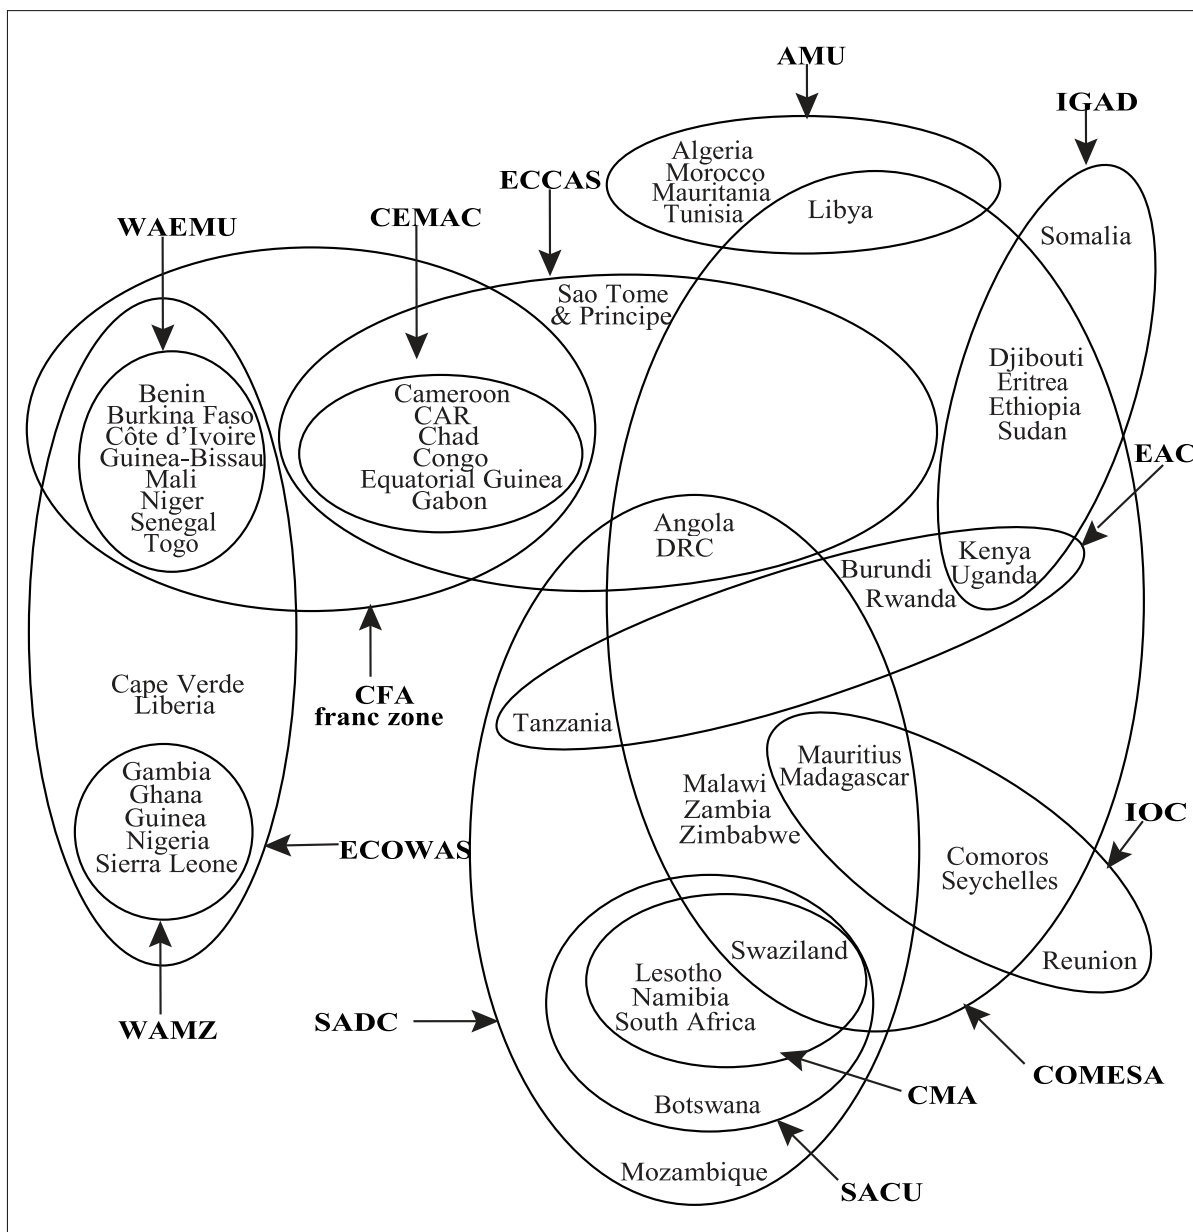 AMU
IGAD
Algeria
Morocco
Mauritania
Tunisia
Libya
ECCAS
CEMAC
WAEMU
Somalia
Sao Tome
& Principe
Djibouti
Eritrea
Ethiopia
Sudan
Benin
Burkina Faso
Côte d’Ivoire
Guinea-Bissau
Mali
Niger
Senegal
Togo
Cameroon
CAR
Chad
Congo
Equatorial Guinea
Gabon
EAC
Angola
DRC
Burundi
Rwanda
Kenya
Uganda
Cape Verde
Liberia
CFA
franc zone
Tanzania
Gambia
Ghana
Guinea
Nigeria
Sierra Leone
ECOWAS
Malawi
Zambia
Zimbabwe
Mauritius
Madagascar
IOC
Comoros
Seychelles
Reunion
Swaziland
Lesotho
Namibia
South Africa
WAMZ
SADC
COMESA
CMA
Botswana
Mozambique
SACU